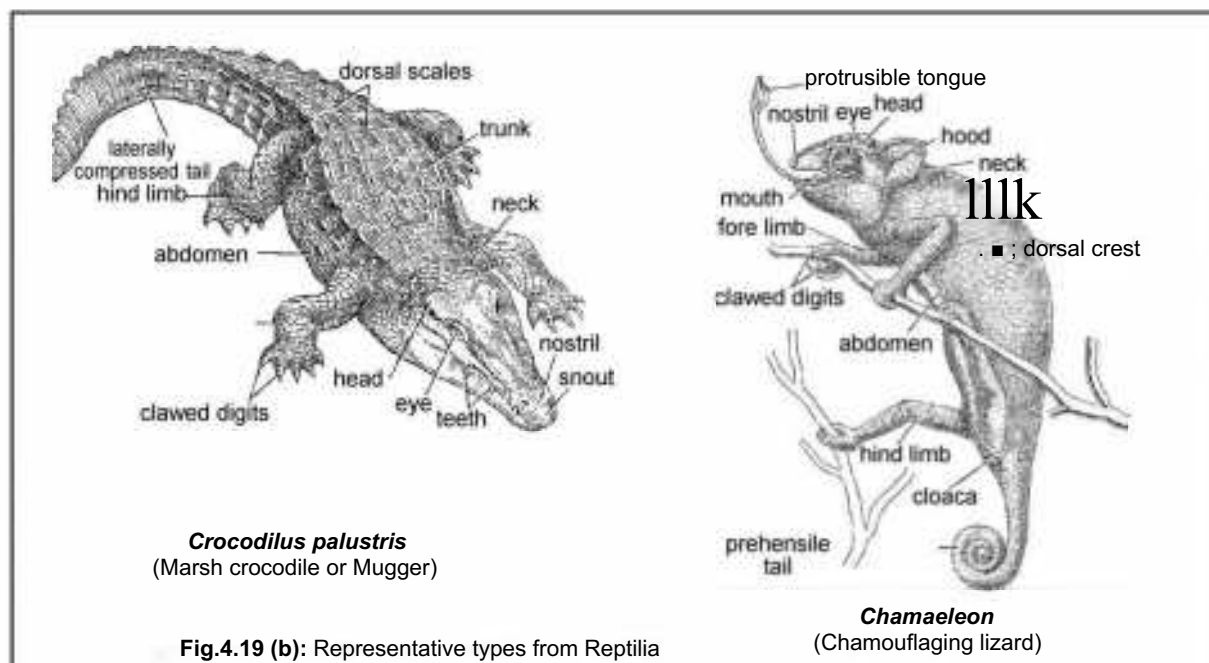 dorsal scales
trunk
laterally
compressed tail
hind limb
neck
abdomen
nostril
snout
head
eye
teeth
clawed digits
Crocodilus palustris
(Marsh crocodile or Mugger)
protrusible tongue
nostril eye head
hood
neck
lllk
mouth
fore limb
. ■ ; dorsal crest
clawed digits
abdomen
hind limb
cloaca
prehensile
tail
Chamaeleon
(Chamouflaging lizard)
Fig.4.19 (b): Representative types from Reptilia